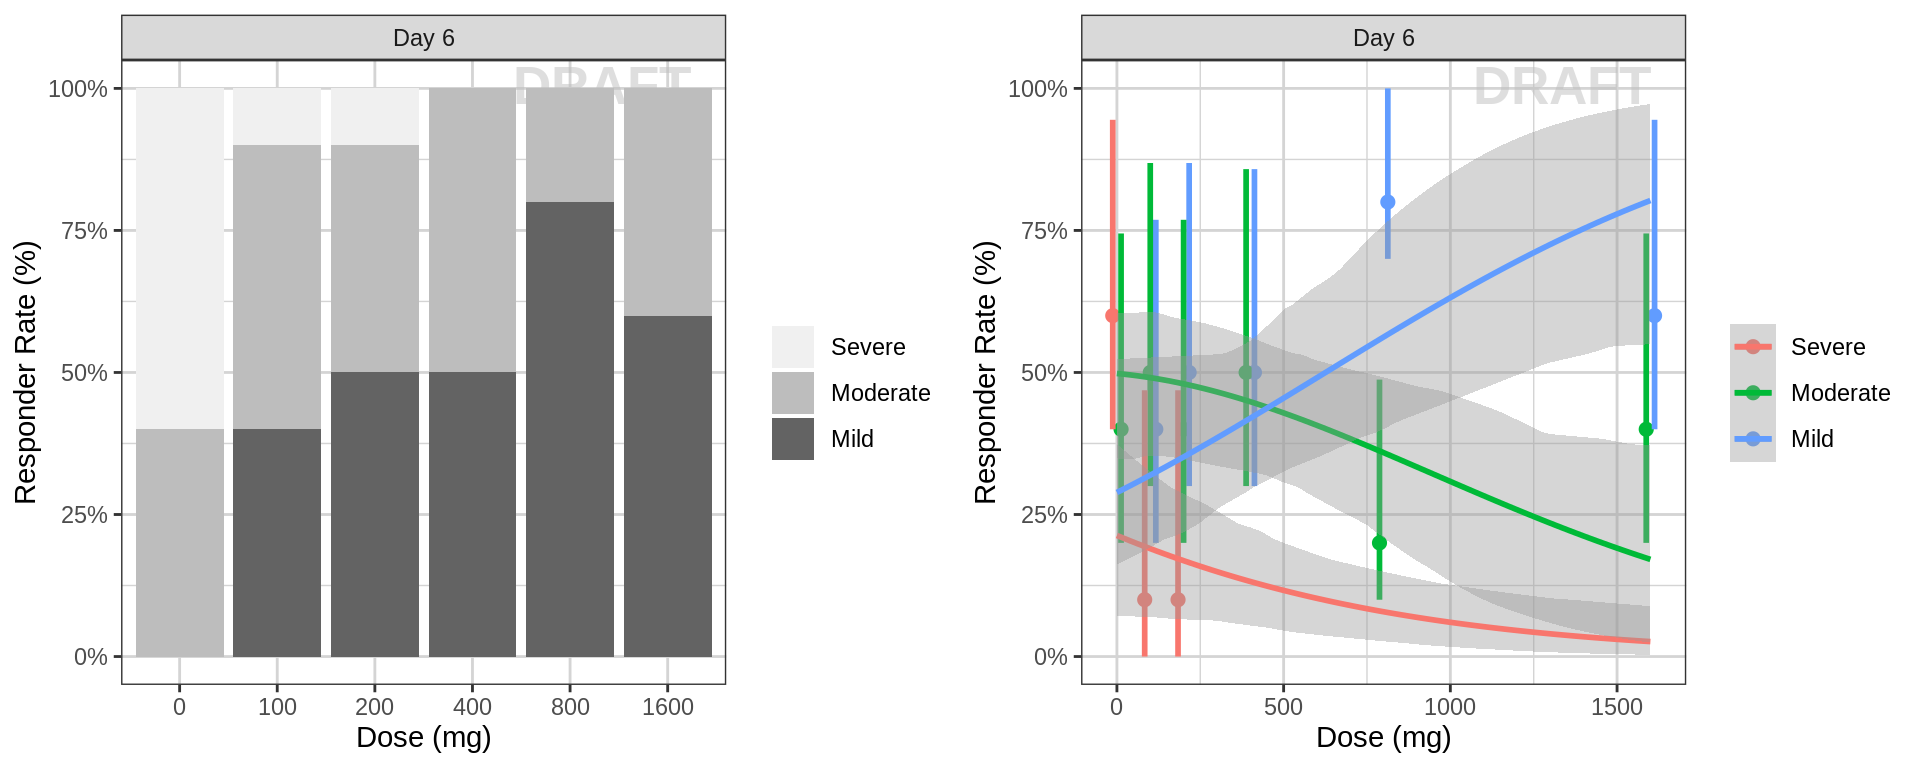 Day 6
DRAFT
100%
75%
50%
25%
0%
Responder Rate (%)
0 100 200 400 800 1600
Dose (mg)
Severe
Moderate
Mild
Day 6
DRAFT
100%
75%
50%
25%
0%
Responder Rate (%)
0 500 1000 1500
Dose (mg)
Severe
Moderate
Mild